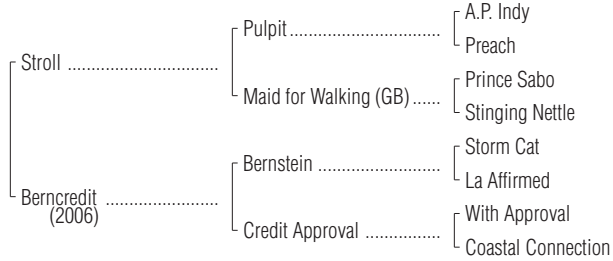 A.P. Indy
Pulpit
Preach
Stroll
Prince Sabo
Maid for Walking (GB)
Stinging Nettle
Storm Cat
Bernstein
La Affirmed
Berncredit
(2006)
With Approval
Credit Approval
Coastal Connection